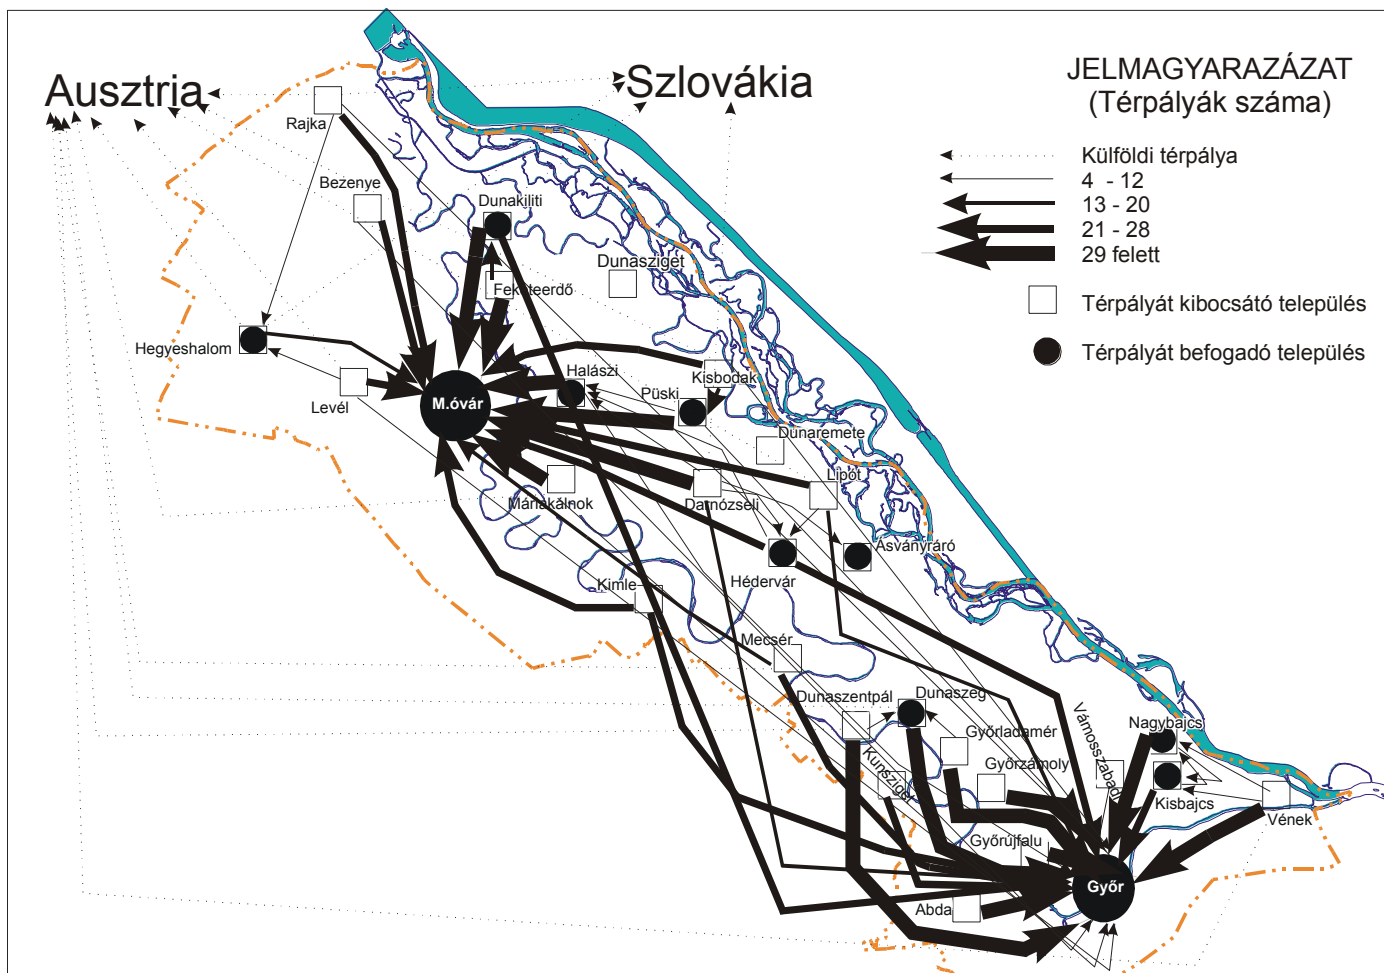 Ausztria
Szlovákia
JELMAGYARAZÁZAT
(Térpályák száma)
Külföldi térpálya
4 - 12
13 - 20
21 - 28
29 felett
Térpályát kibocsátó település
Térpályát befogadó település
Rajka
Bezenye
Dunakiliti
Dunasziget
Feketeerdő
Hegyeshalom
Levél
M.óvár
Halászi
Püski
Kisbodak
Dunaremete
Lipót
Máriakálnok
Darnózseli
Ásványráró
Hédervár
Kimle
Mecsér
Dunaszentpál
Dunaszeg
Győrladamér
Győrzámoly
Kunsziget
Vámosszabadi
Nagybajcs
Kisbajcs
Vének
Győrújfalu
Győr
Abda